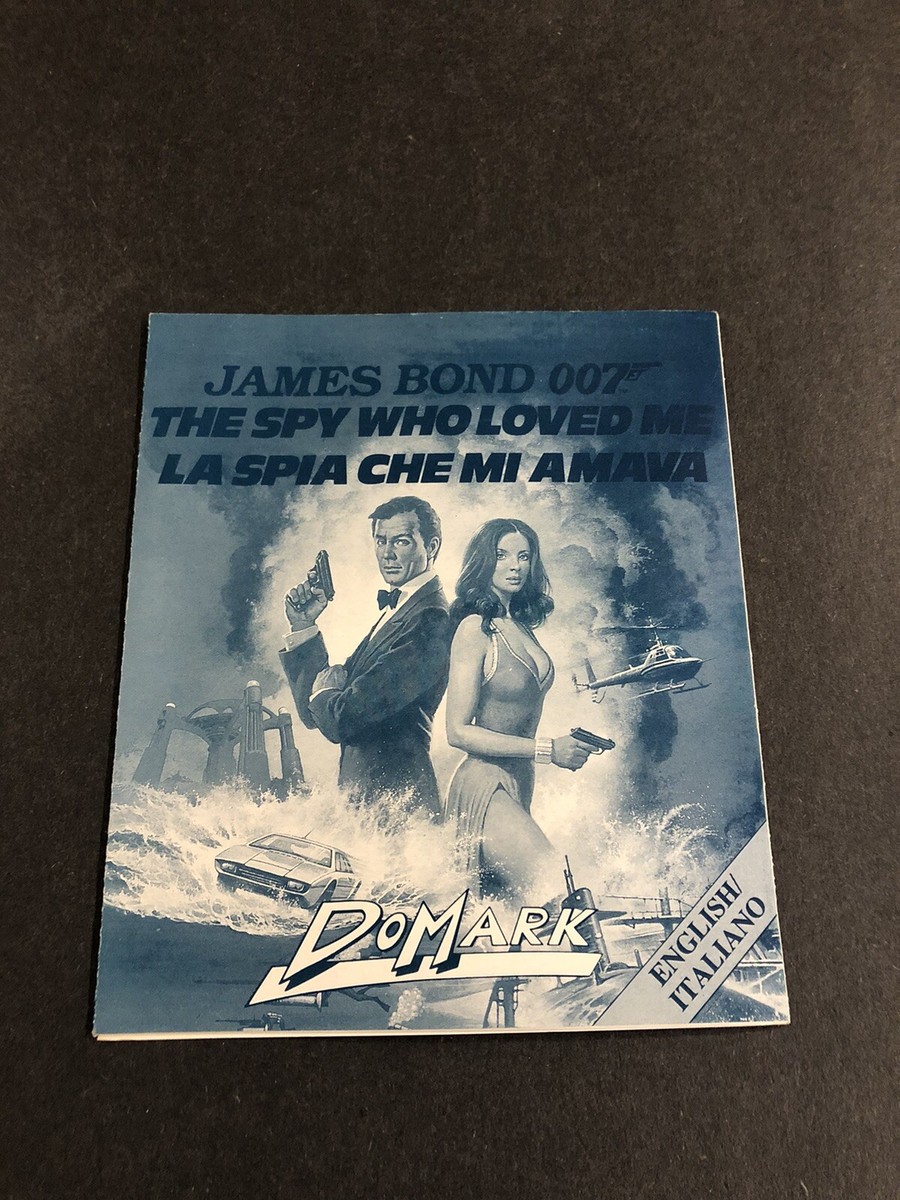 JAMES BOND 007
THE SPY WHO LOVED ME
LA SPIA CHE MI AMAVA
DOMARK
ENGLISH/
ITALIANO